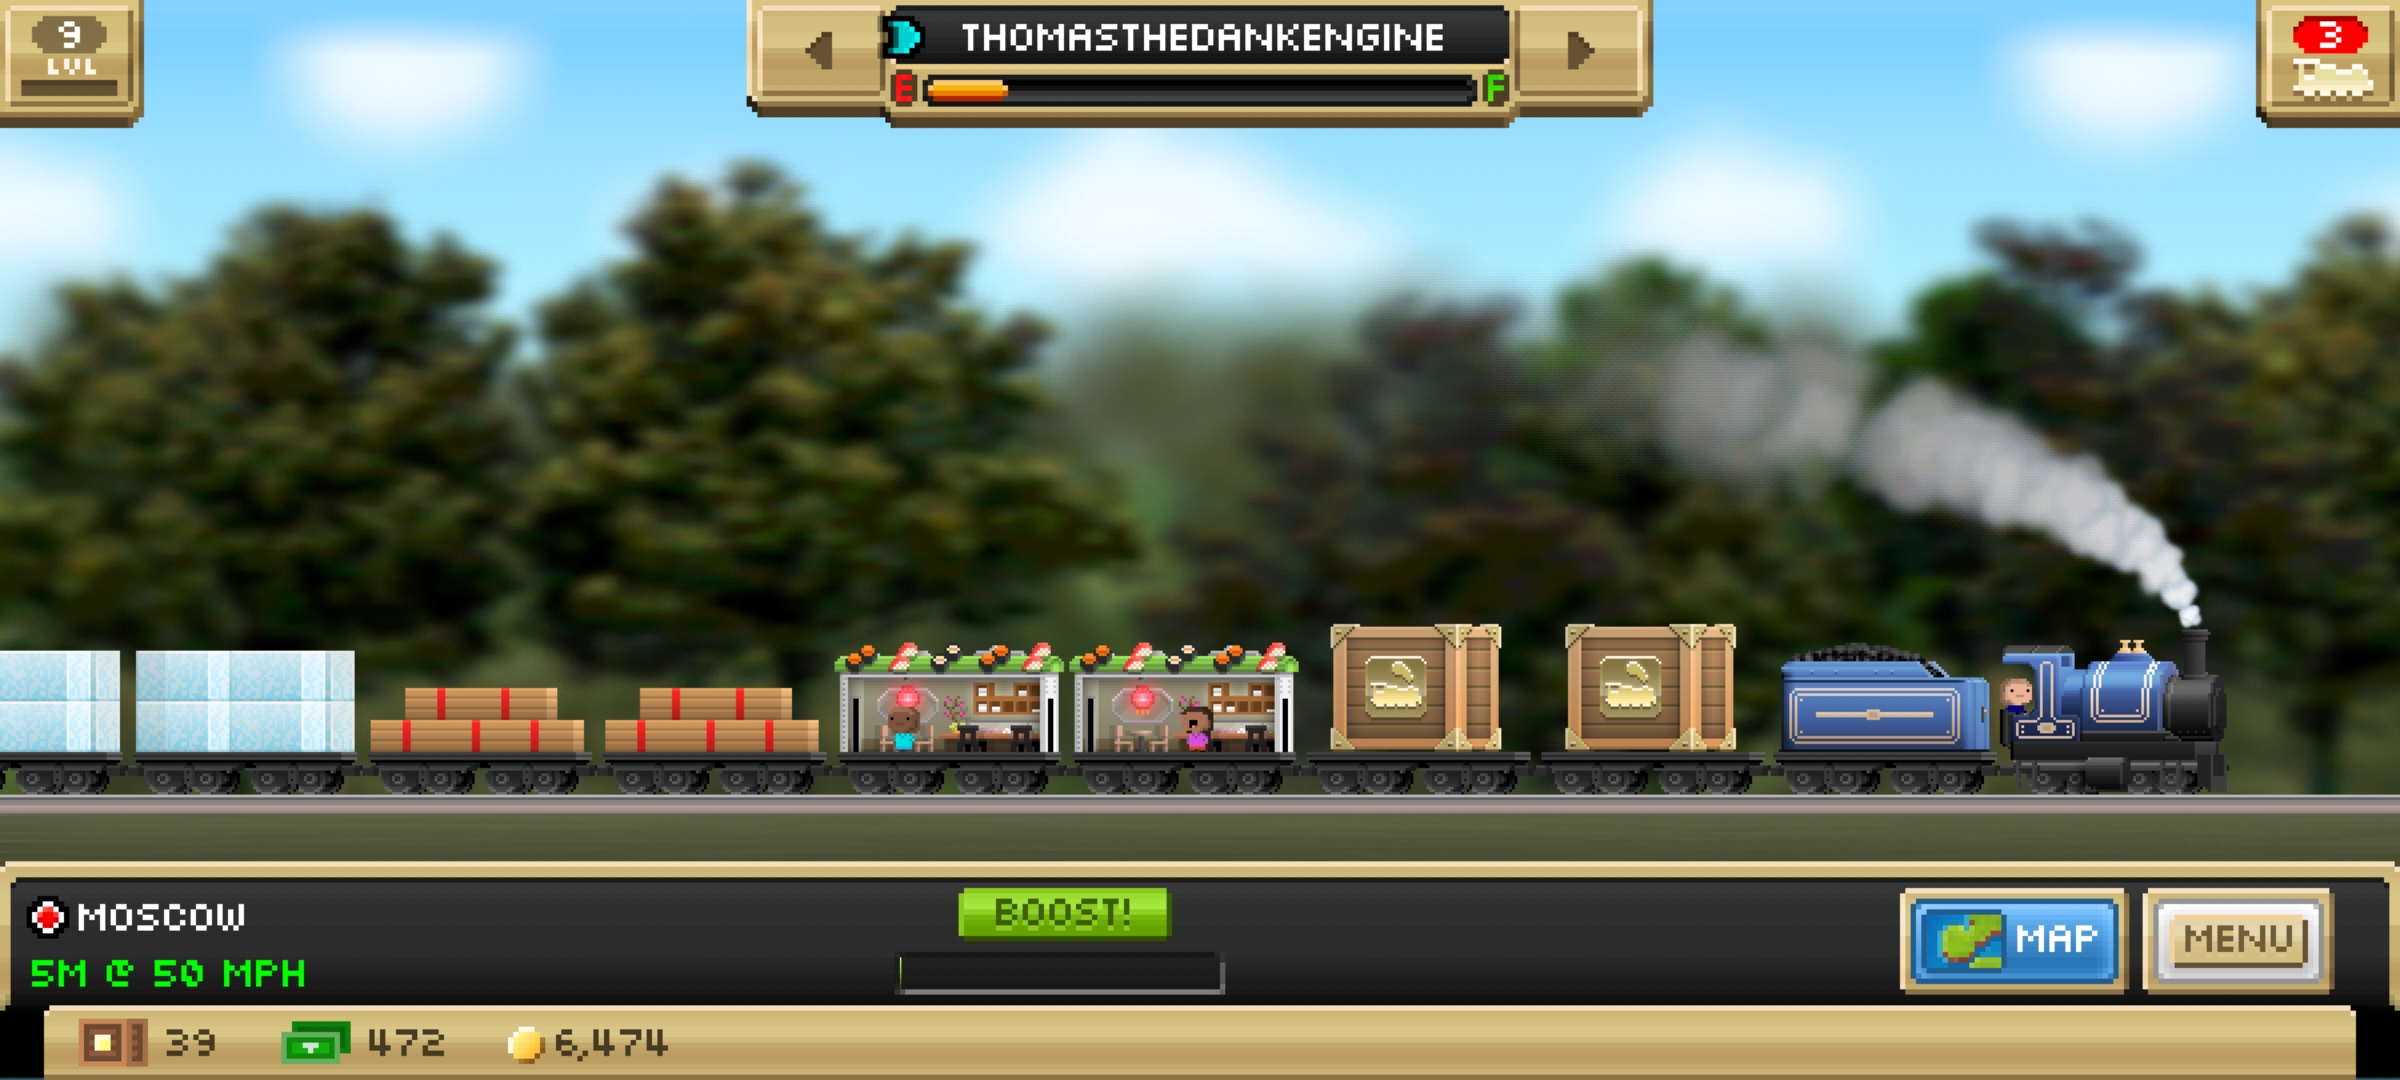 9
LVL
THOMASTHEDANKENGINE
E F
3
MOSCOW
5M @ 50 MPH
BOOST!
MAP
MENU
39 472 6,474